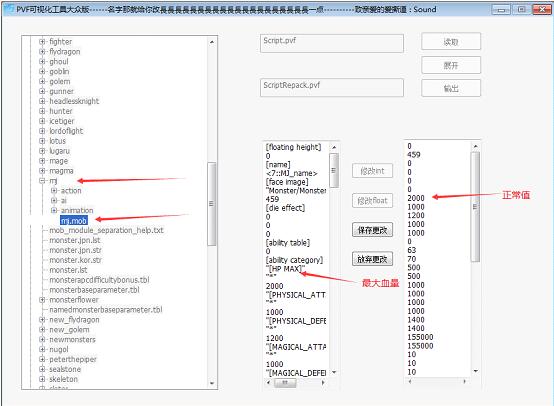 PVF可视化工具大众版------名字那就给你改長長長長長長長長長長長長長長長長長長長長一点----------致亲爱的爱撕逼：Sound
fighter
flydragon
ghoul
goblin
golem
gunner
headlessknight
hunter
icetiger
lordoflight
lotus
lugaru
mage
magma
mj
action
ai
animation
mj.mob
mob_module_separation_help.txt
monster.jpn.lst
monster.jpn.str
monster.kor.str
monster.lst
monsterapcdifficultybonus.tbl
monsterbaseparameter.tbl
monsterflower
namedmonsterbaseparameter.tbl
new_flydragon
new_golem
newmonsters
nugol
peterthepiper
sealstone
skeleton
Script.pvf
读取
展开
ScriptRepack.pvf
输出
[floating height]
0
[name]
<7::MJ_name>
[face image]
"Monster/Monster
459
[die effect]
0
[ability table]
0
[ability category]
"[HP MAX]"
"*"
2000
"[PHYSICAL_ATTA
"*"
1000
"[PHYSICAL_DEFE
"*"
1200
"[MAGICAL_ATTA
"*"
1000
"[MAGICAL_DEFEN
修改int
修改float
保存更改
放弃更改
最大血量
0
459
0
0
0
2000
1000
1200
1000
1000
0
63
70
500
500
1000
1000
1000
1400
1400
155000
155000
10
10
正常值